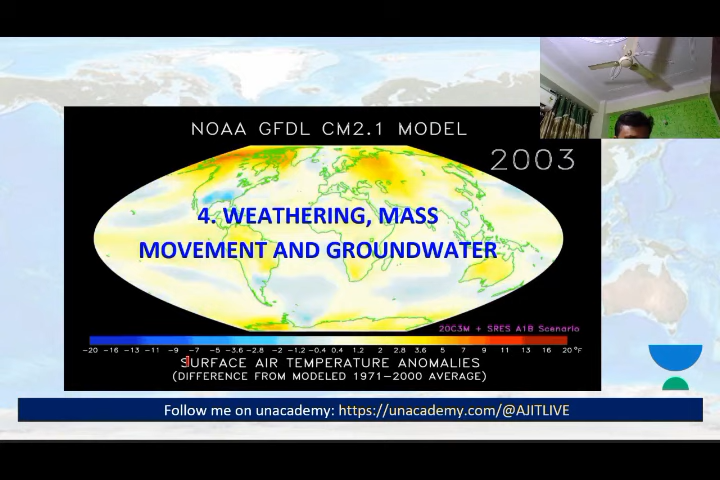 NOAA GFDL CM2.1 MODEL
2003
4. WEATHERING, MASS
MOVEMENT AND GROUNDWATER
20C3M + SRES A1B Scenario
-20 -16 -13 -11 -9 -7 -5 -3.6 -2.8 -2 -1.2 -0.4 0.4 1.2 2 2.8 3.6 5 7 9 11 13 16 20°F
SURFACE AIR TEMPERATURE ANOMALIES
(DIFFERENCE FROM MODELED 1971-2000 AVERAGE)
Follow me on unacademy: https://unacademy.com/@AJITLIVE